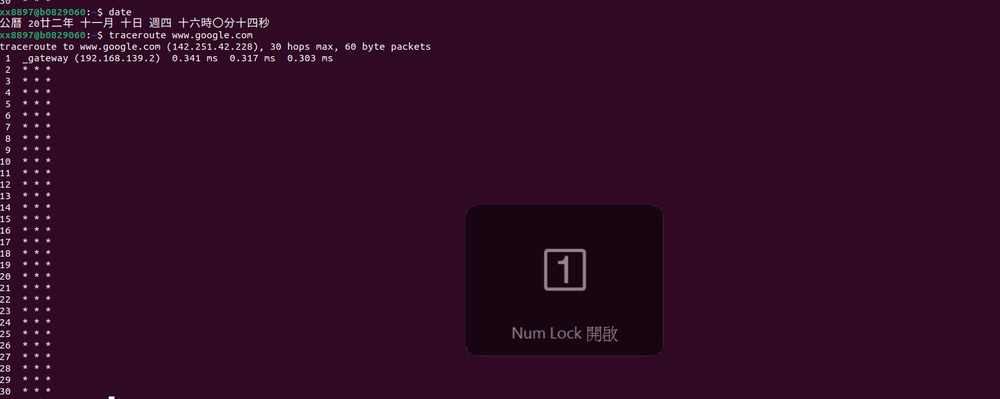 30 * * *
xx8897@b0829060:~$ date
公曆 20廿二年 十一月 十日 週四 十六時〇分十四秒
xx8897@b0829060:~$ traceroute www.google.com
traceroute to www.google.com (142.251.42.228), 30 hops max, 60 byte packets
 1  _gateway (192.168.139.2)  0.341 ms  0.317 ms  0.303 ms
 2  * * *
 3  * * *
 4  * * *
 5  * * *
 6  * * *
 7  * * *
 8  * * *
 9  * * *
10  * * *
11  * * *
12  * * *
13  * * *
14  * * *
15  * * *
16  * * *
17  * * *
18  * * *
19  * * *
20  * * *
21  * * *
22  * * *
23  * * *
24  * * *
25  * * *
26  * * *
27  * * *
28  * * *
29  * * *
30  * * *
1
Num Lock 開啟